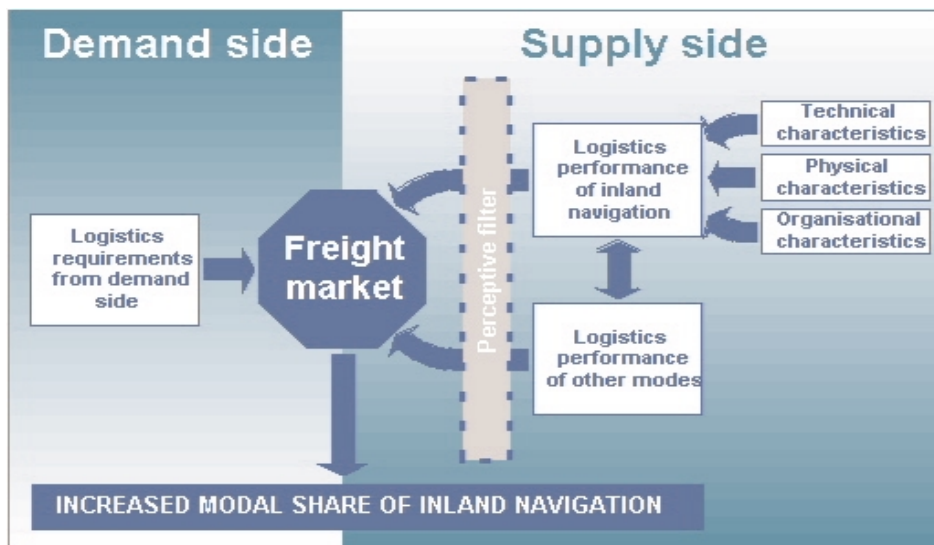 Demand side
Supply side
Logistics
requirements
from demand
side
Freight
market
Perceptive filter
Logistics
performance
of inland
navigation
Logistics
performance
of other modes
Technical
characteristics
Physical
characteristics
Organisational
characteristics
INCREASED MODAL SHARE OF INLAND NAVIGATION